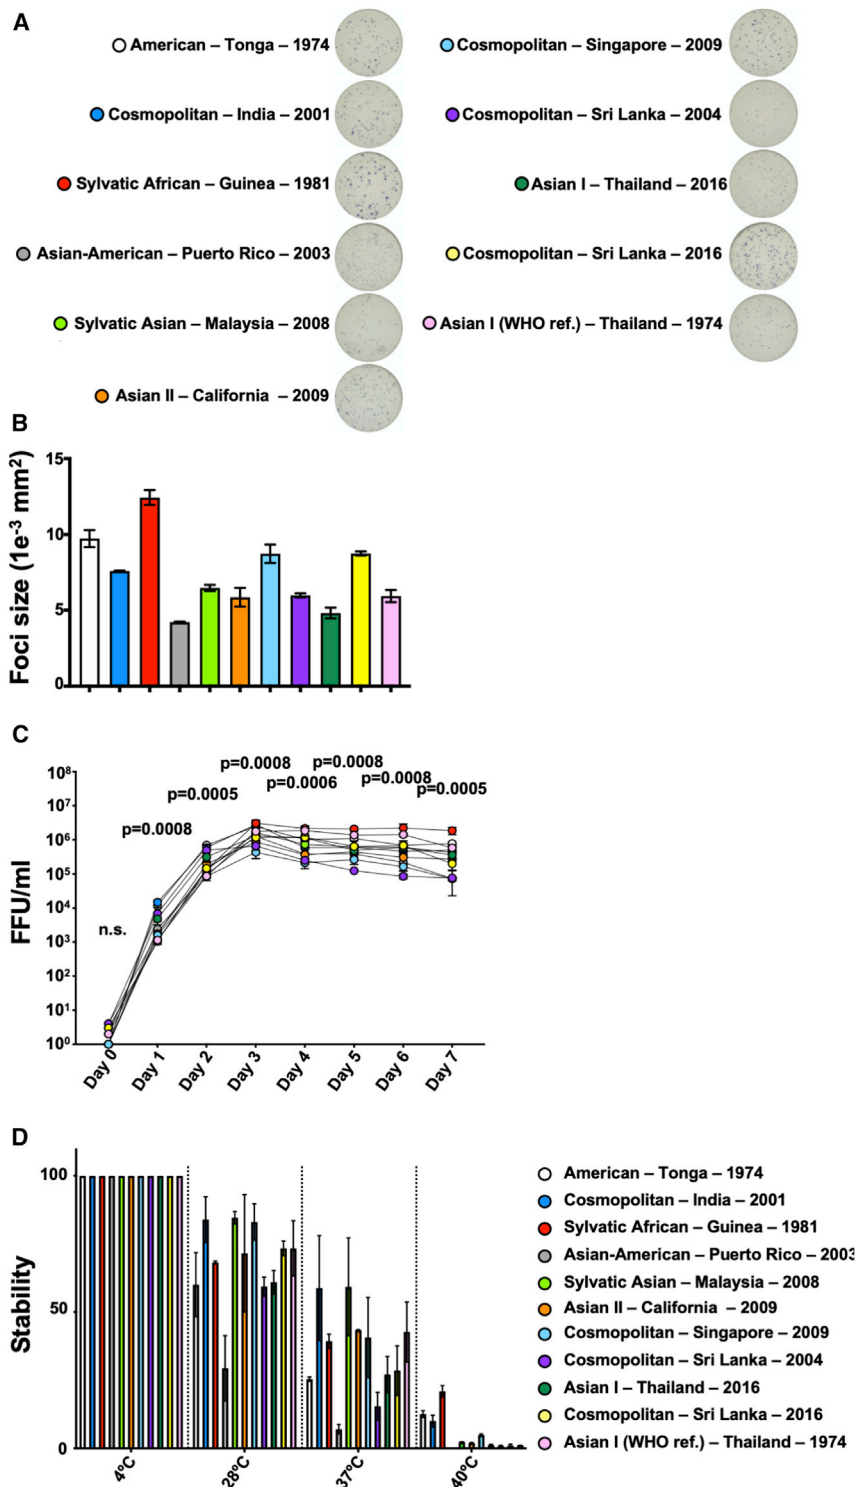 A
American – Tonga – 1974
Cosmopolitan – Singapore – 2009
Cosmopolitan – India – 2001
Cosmopolitan – Sri Lanka – 2004
Sylvatic African – Guinea – 1981
Asian I – Thailand – 2016
Asian-American – Puerto Rico – 2003
Cosmopolitan – Sri Lanka – 2016
Sylvatic Asian – Malaysia – 2008
Asian I (WHO ref.) – Thailand – 1974
Asian II – California – 2009
B
Foci size (1e⁻³ mm²)
15
10
5
0
C
FFU/ml
10⁸
10⁷
10⁶
10⁵
10⁴
10³
10²
10¹
10⁰
n.s.
p=0.0008
p=0.0005
p=0.0008
p=0.0006
p=0.0008
p=0.0008
p=0.0005
Day 0
Day 1
Day 2
Day 3
Day 4
Day 5
Day 6
Day 7
D
Stability
100
50
0
4ºC
28ºC
37ºC
40ºC
American – Tonga – 1974
Cosmopolitan – India – 2001
Sylvatic African – Guinea – 1981
Asian-American – Puerto Rico – 2003
Sylvatic Asian – Malaysia – 2008
Asian II – California – 2009
Cosmopolitan – Singapore – 2009
Cosmopolitan – Sri Lanka – 2004
Asian I – Thailand – 2016
Cosmopolitan – Sri Lanka – 2016
Asian I (WHO ref.) – Thailand – 1974